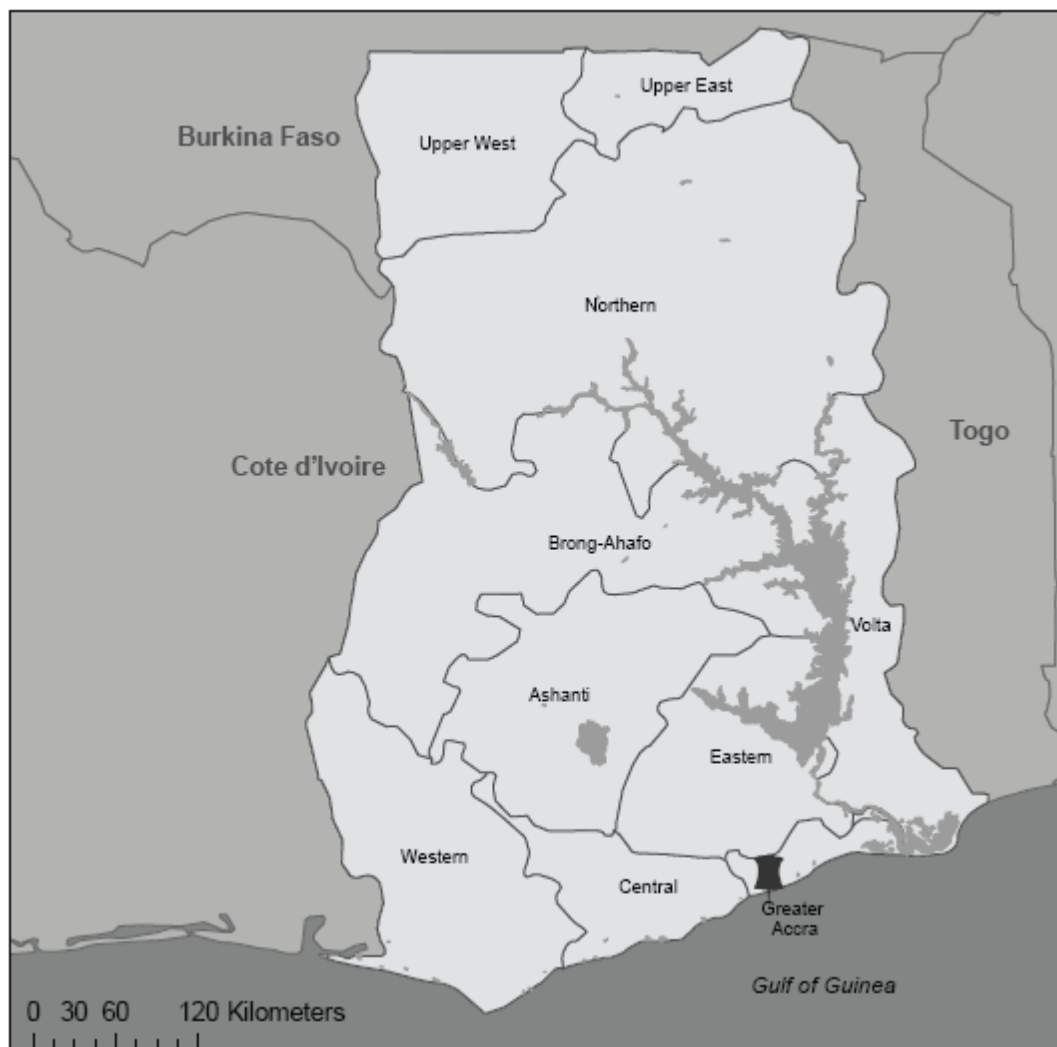 Upper East
Burkina Faso
Upper West
Northern
Togo
Cote d'Ivoire
Brong-Ahafo
Volta
Ashanti
Eastern
Western
Central
Greater
Accra
Gulf of Guinea
0 30 60 120 Kilometers